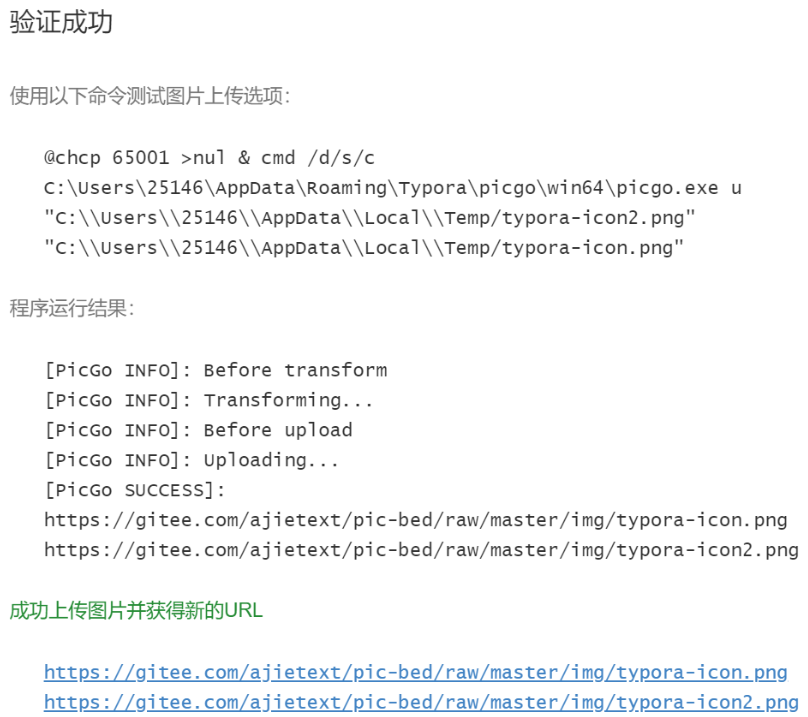 验证成功
使用以下命令测试图片上传选项：
@chcp 65001 >nul & cmd /d/s/c
C:\Users\25146\AppData\Roaming\Typora\picgo\win64\picgo.exe u
"C:\\Users\\25146\\AppData\\Local\\Temp/typora-icon2.png"
"C:\\Users\\25146\\AppData\\Local\\Temp/typora-icon.png"
程序运行结果：
[PicGo INFO]: Before transform
[PicGo INFO]: Transforming...
[PicGo INFO]: Before upload
[PicGo INFO]: Uploading...
[PicGo SUCCESS]:
https://gitee.com/ajietext/pic-bed/raw/master/img/typora-icon.png
https://gitee.com/ajietext/pic-bed/raw/master/img/typora-icon2.png
成功上传图片并获得新的URL
https://gitee.com/ajietext/pic-bed/raw/master/img/typora-icon.png
https://gitee.com/ajietext/pic-bed/raw/master/img/typora-icon2.png